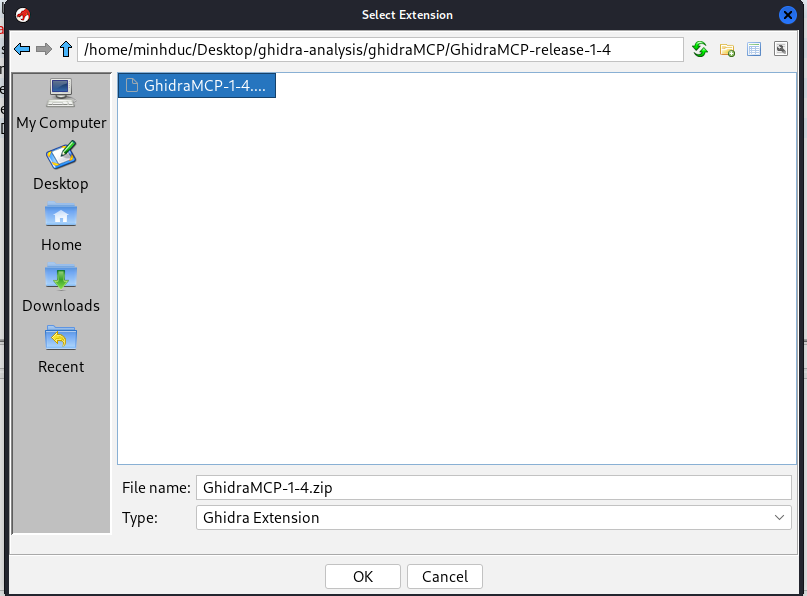 Select Extension
/home/minhduc/Desktop/ghidra-analysis/ghidraMCP/GhidraMCP-release-1-4
My Computer
Desktop
Home
Downloads
Recent
GhidraMCP-1-4....
File name: GhidraMCP-1-4.zip
Type: Ghidra Extension
OK Cancel